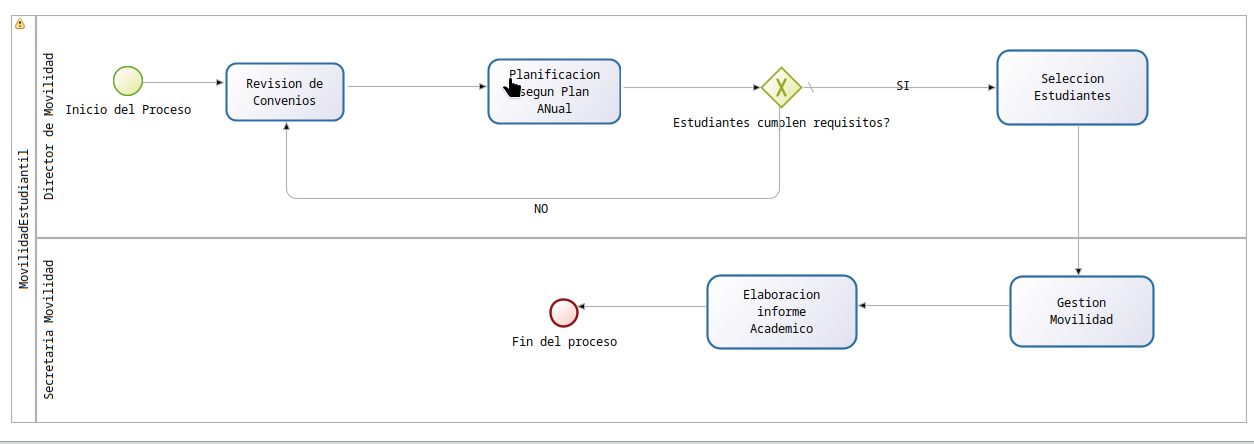 MovilidadEstudiantil
Director de Movilidad
Inicio del Proceso
Revision de
Convenios
Planificacion
segun Plan
ANual
Estudiantes cumplen requisitos?
SI
NO
Seleccion
Estudiantes
Secretaria Movilidad
Gestion
Movilidad
Elaboracion
informe
Academico
Fin del proceso